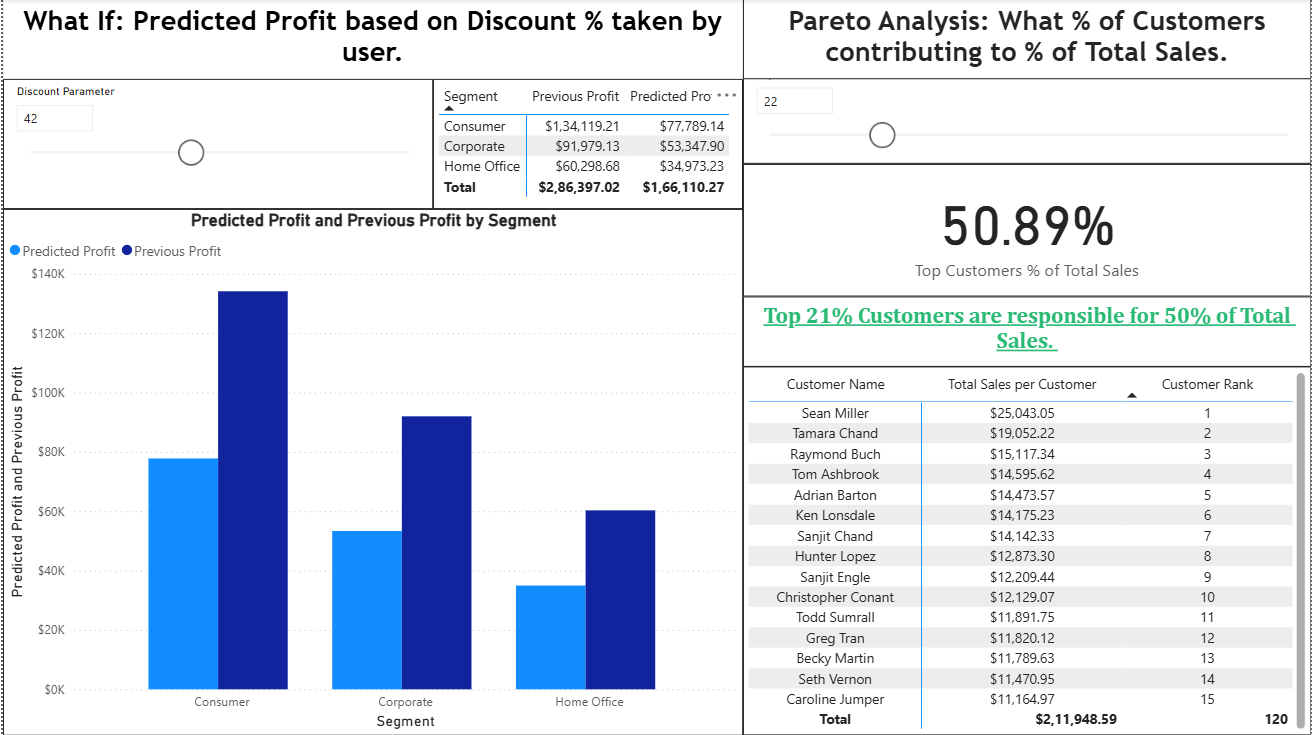 What If: Predicted Profit based on Discount % taken by
user.
Discount Parameter
42
Segment Previous Profit Predicted Pro
Consumer $1,34,119.21 $77,789.14
Corporate $91,979.13 $53,347.90
Home Office $60,298.68 $34,973.23
Total $2,86,397.02 $1,66,110.27
Predicted Profit and Previous Profit by Segment
Predicted Profit Previous Profit
Predicted Profit and Previous Profit
$140K
$120K
$100K
$80K
$60K
$40K
$20K
$0K
Consumer Corporate Home Office
Segment
Pareto Analysis: What % of Customers
contributing to % of Total Sales.
22
50.89%
Top Customers % of Total Sales
Top 21% Customers are responsible for 50% of Total
Sales.
Customer Name Total Sales per Customer Customer Rank
Sean Miller $25,043.05 1
Tamara Chand $19,052.22 2
Raymond Buch $15,117.34 3
Tom Ashbrook $14,595.62 4
Adrian Barton $14,473.57 5
Ken Lonsdale $14,175.23 6
Sanjit Chand $14,142.33 7
Hunter Lopez $12,873.30 8
Sanjit Engle $12,209.44 9
Christopher Conant $12,129.07 10
Todd Sumrall $11,891.75 11
Greg Tran $11,820.12 12
Becky Martin $11,789.63 13
Seth Vernon $11,470.95 14
Caroline Jumper $11,164.97 15
Total $2,11,948.59 120